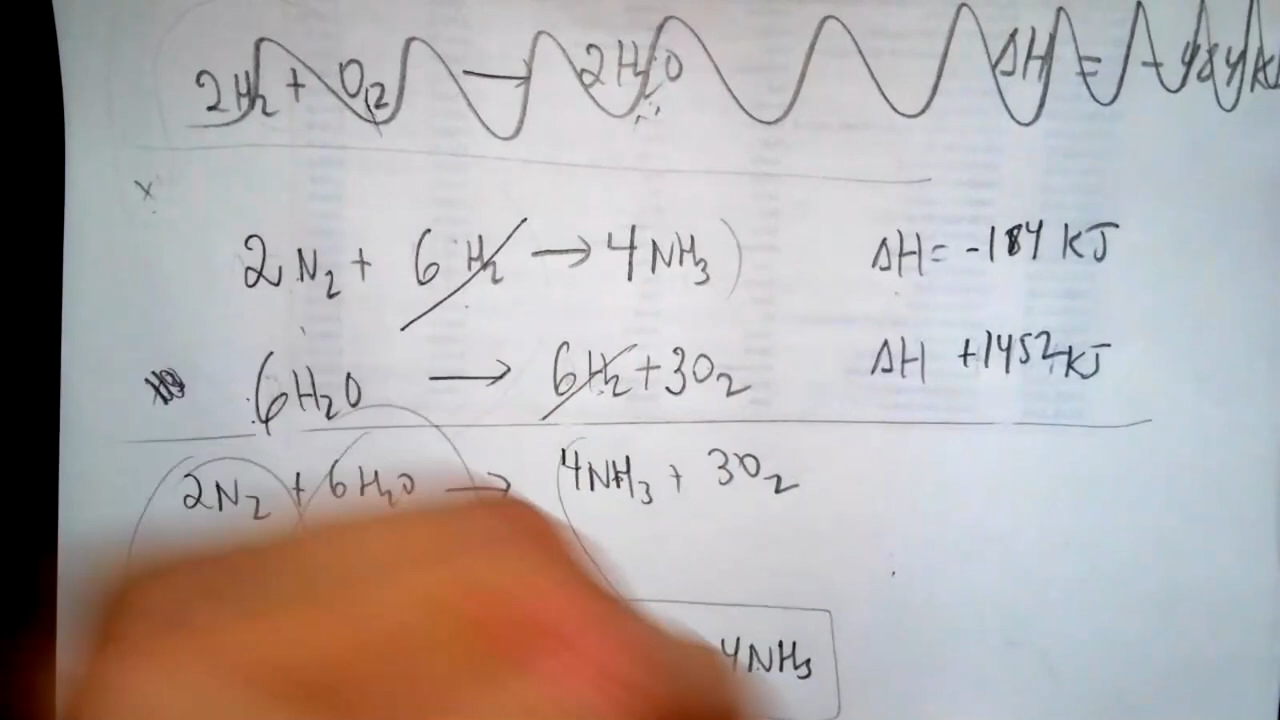 2H₂ + O₂ → 2H₂O ΔH = -484 k
2N₂ + 6H₂ → 4NH₃) ΔH = -184 KJ
6H₂O → 6H₂ + 3O₂ ΔH +1452 KJ
2N₂ + 6H₂O → 4NH₃ + 3O₂
4NH₃